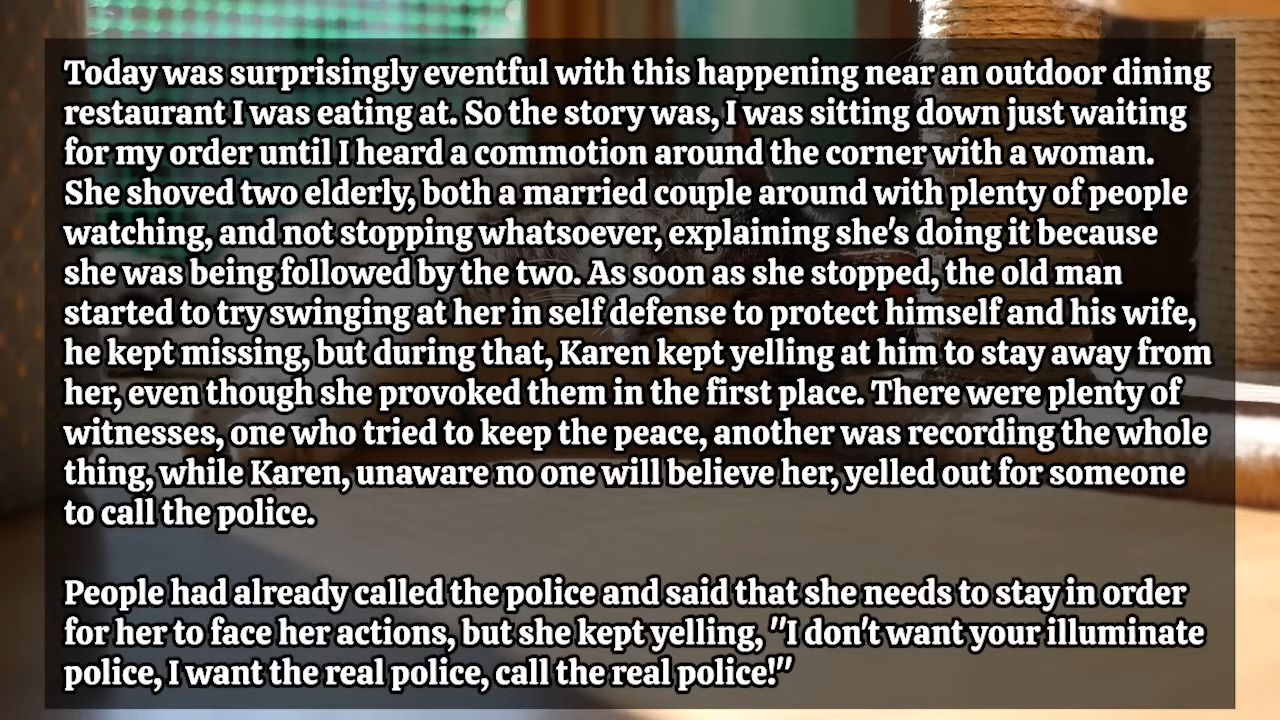 Today was surprisingly eventful with this happening near an outdoor dining
restaurant I was eating at. So the story was, I was sitting down just waiting
for my order until I heard a commotion around the corner with a woman.
She shoved two elderly, both a married couple around with plenty of people
watching, and not stopping whatsoever, explaining she's doing it because
she was being followed by the two. As soon as she stopped, the old man
started to try swinging at her in self defense to protect himself and his wife,
he kept missing, but during that, Karen kept yelling at him to stay away from
her, even though she provoked them in the first place. There were plenty of
witnesses, one who tried to keep the peace, another was recording the whole
thing, while Karen, unaware no one will believe her, yelled out for someone
to call the police.
People had already called the police and said that she needs to stay in order
for her to face her actions, but she kept yelling, "I don't want your illuminate
police, I want the real police, call the real police!"